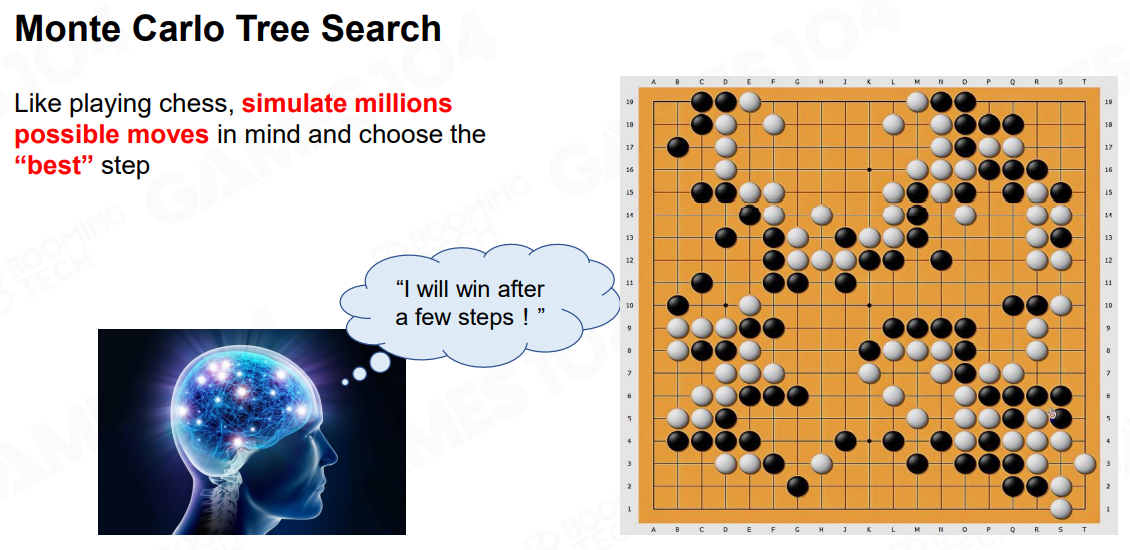 Monte Carlo Tree Search
Like playing chess, simulate millions
possible moves in mind and choose the
“best” step
“I will win after
a few steps！”
A B C D E F G H J K L M N O P Q R S T
19 19
18 18
17 17
16 16
15 15
14 14
13 13
12 12
11 11
10 10
9 9
8 8
7 7
6 6
5 5
4 4
3 3
2 2
1 1
A B C D E F G H J K L M N O P Q R S T
GAMES104
BOOMING
TECH